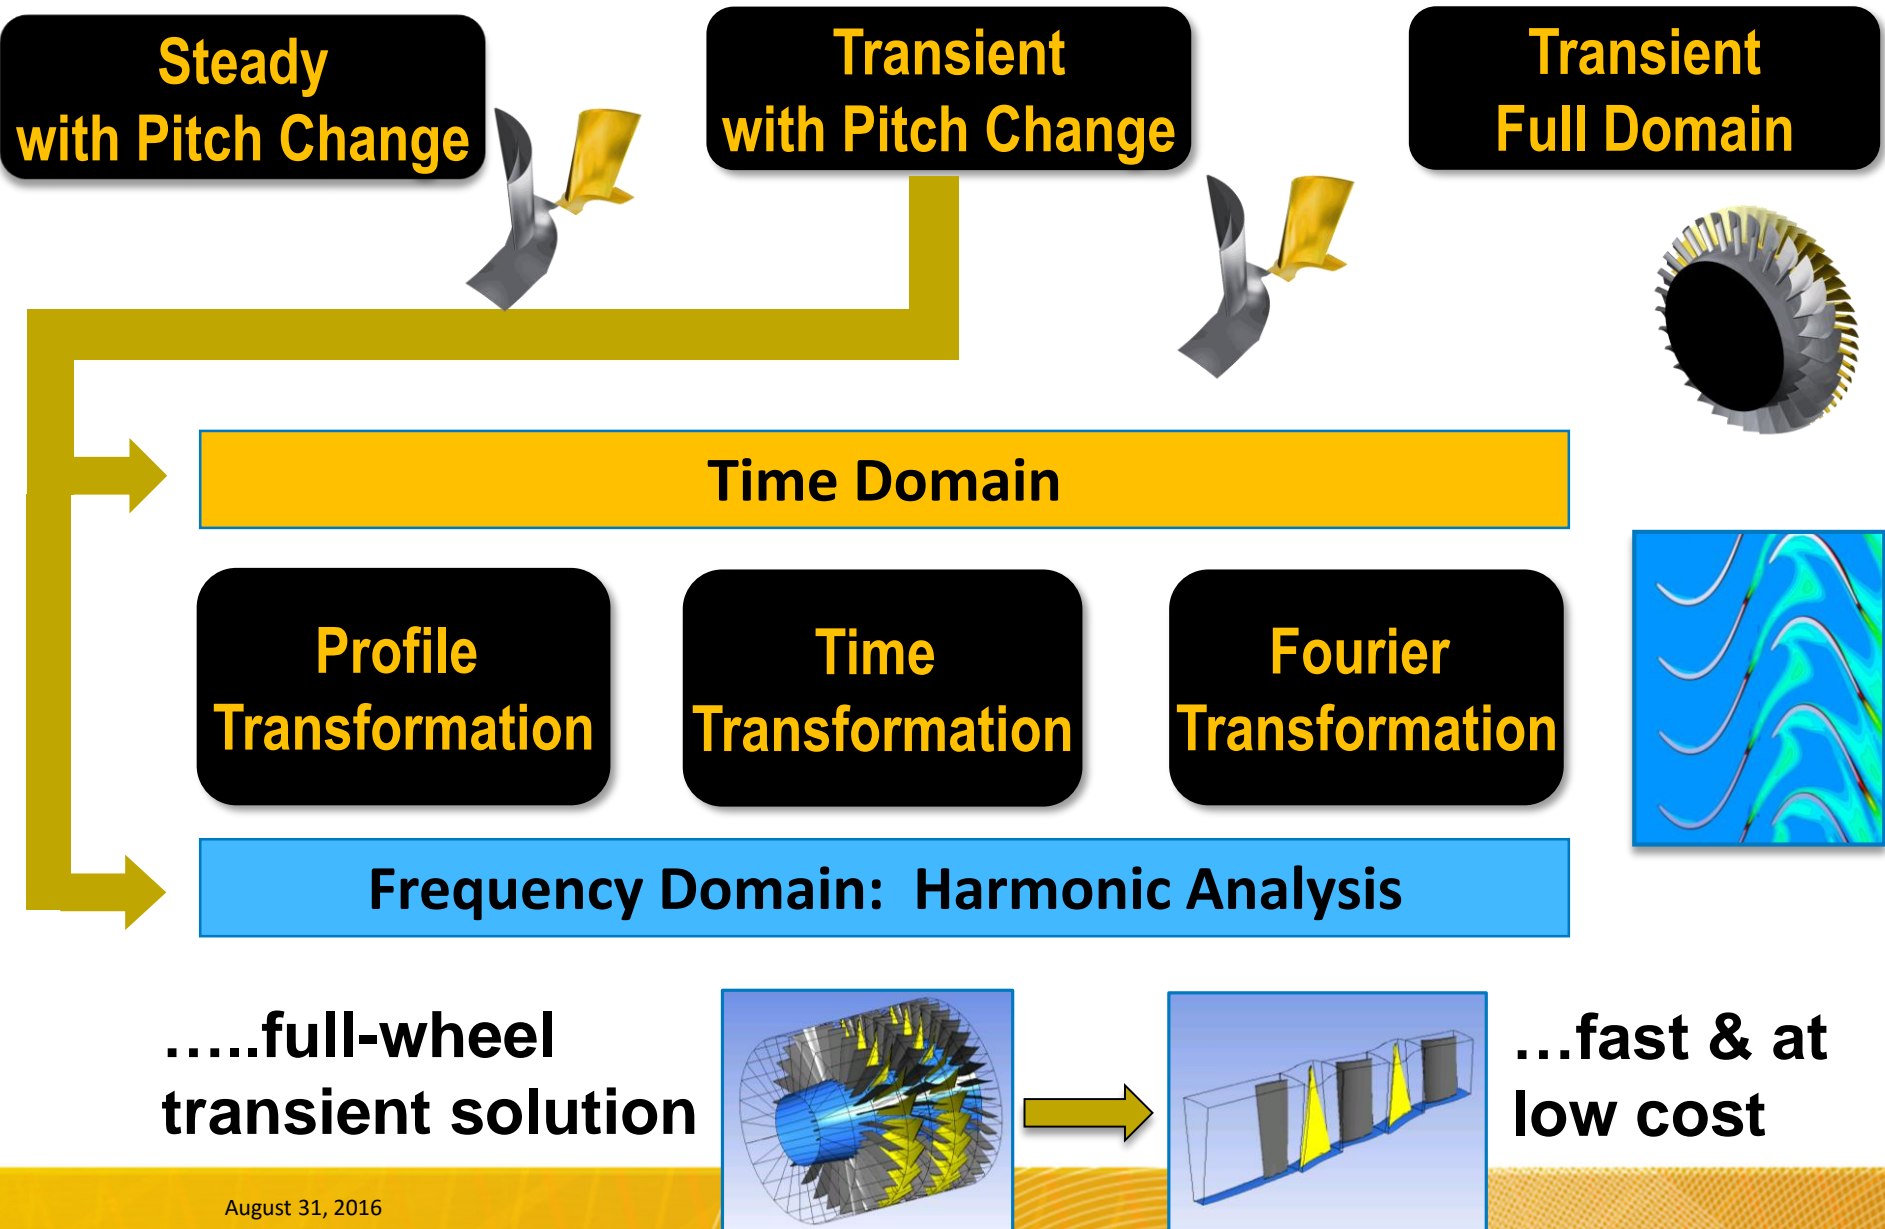 Steady
with Pitch Change
Transient
with Pitch Change
Transient
Full Domain
Time Domain
Profile
Transformation
Time
Transformation
Fourier
Transformation
Frequency Domain:  Harmonic Analysis
…..full-wheel
transient solution
…fast & at
low cost
August 31, 2016